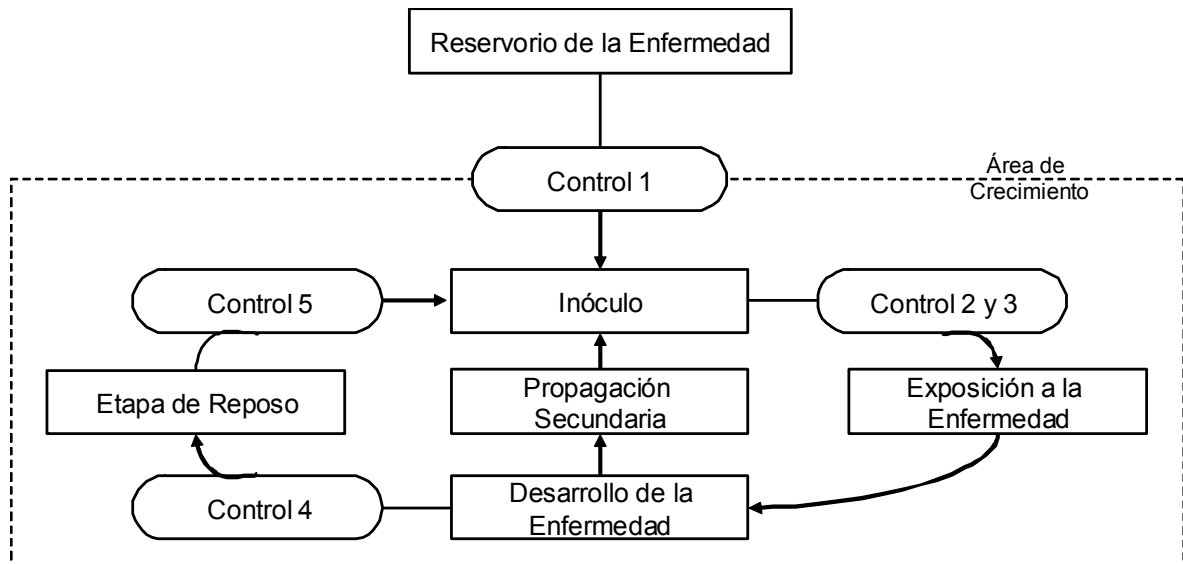 Reservorio de la Enfermedad
Control 1
Área de
Crecimiento
Control 5
Inóculo
Control 2 y 3
Etapa de Reposo
Propagación
Secundaria
Exposición a la
Enfermedad
Control 4
Desarrollo de la
Enfermedad